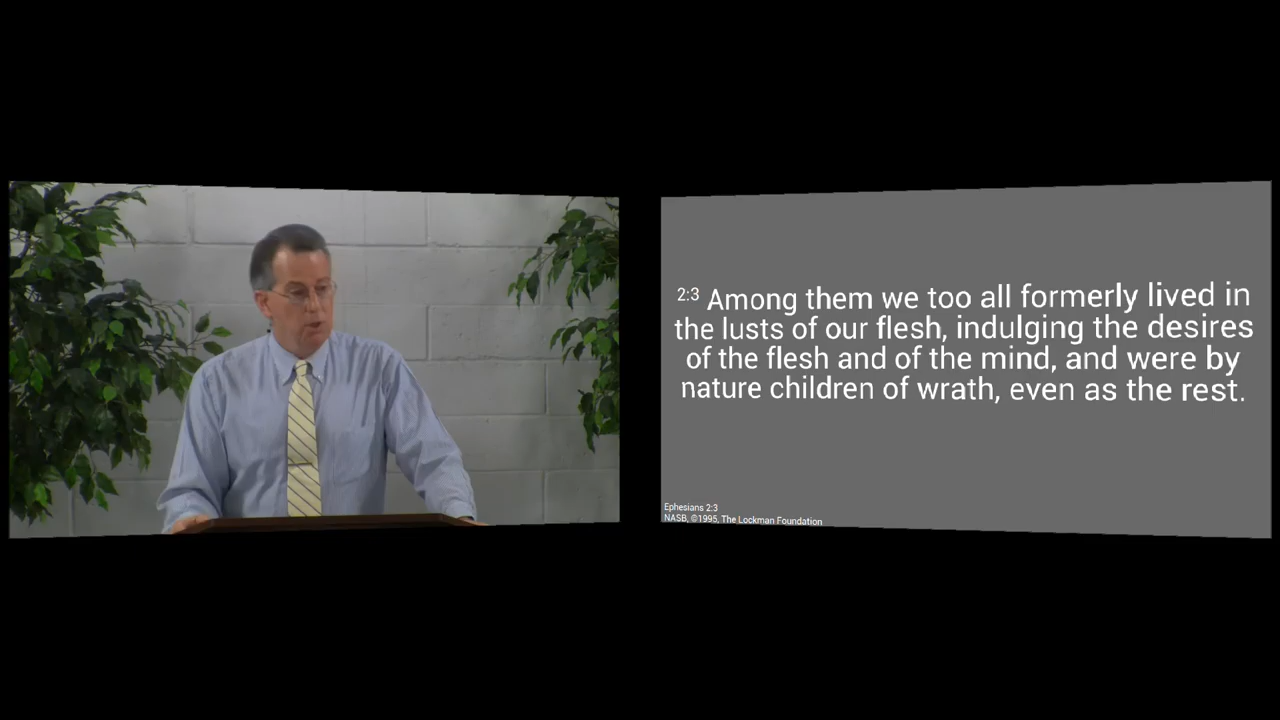 2:3 Among them we too all formerly lived in
the lusts of our flesh, indulging the desires
of the flesh and of the mind, and were by
nature children of wrath, even as the rest.
Ephesians 2:3
NASB, ©1995, The Lockman Foundation